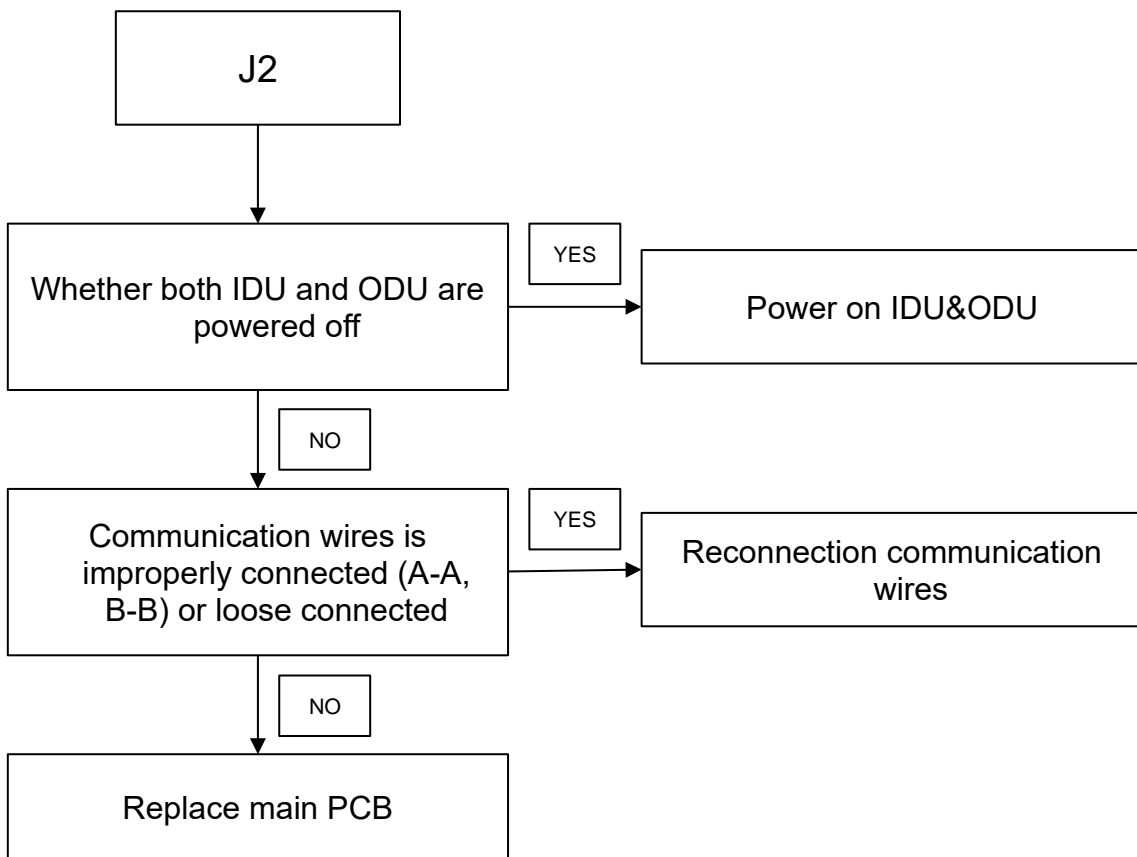 J2
Whether both IDU and ODU are
powered off
YES
Power on IDU&ODU
NO
Communication wires is
improperly connected (A-A,
B-B) or loose connected
YES
Reconnection communication
wires
NO
Replace main PCB